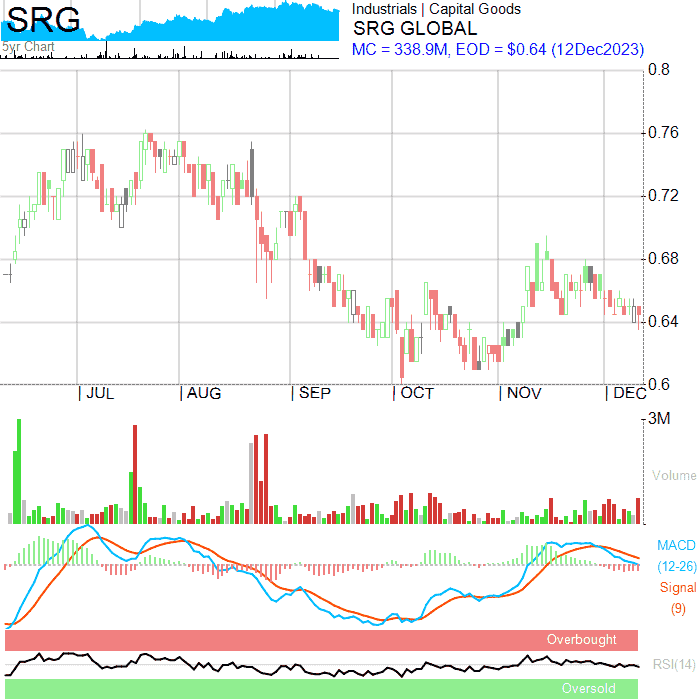 SRG
5yr Chart
Industrials | Capital Goods
SRG GLOBAL
MC = 338.9M, EOD = $0.64 (12Dec2023)
0.8
0.76
0.72
0.68
0.64
0.6
| JUL | AUG | SEP | OCT | NOV | DEC
3M
Volume
MACD
(12-26)
Signal
(9)
Overbought
RSI(14)
Oversold